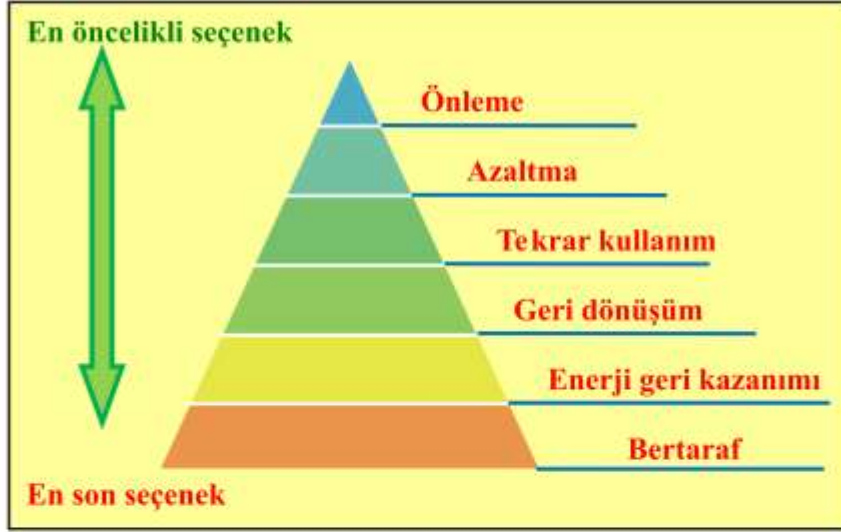 En öncelikli seçenek
Önleme
Azaltma
Tekrar kullanım
Geri dönüşüm
Enerji geri kazanımı
Bertaraf
En son seçenek